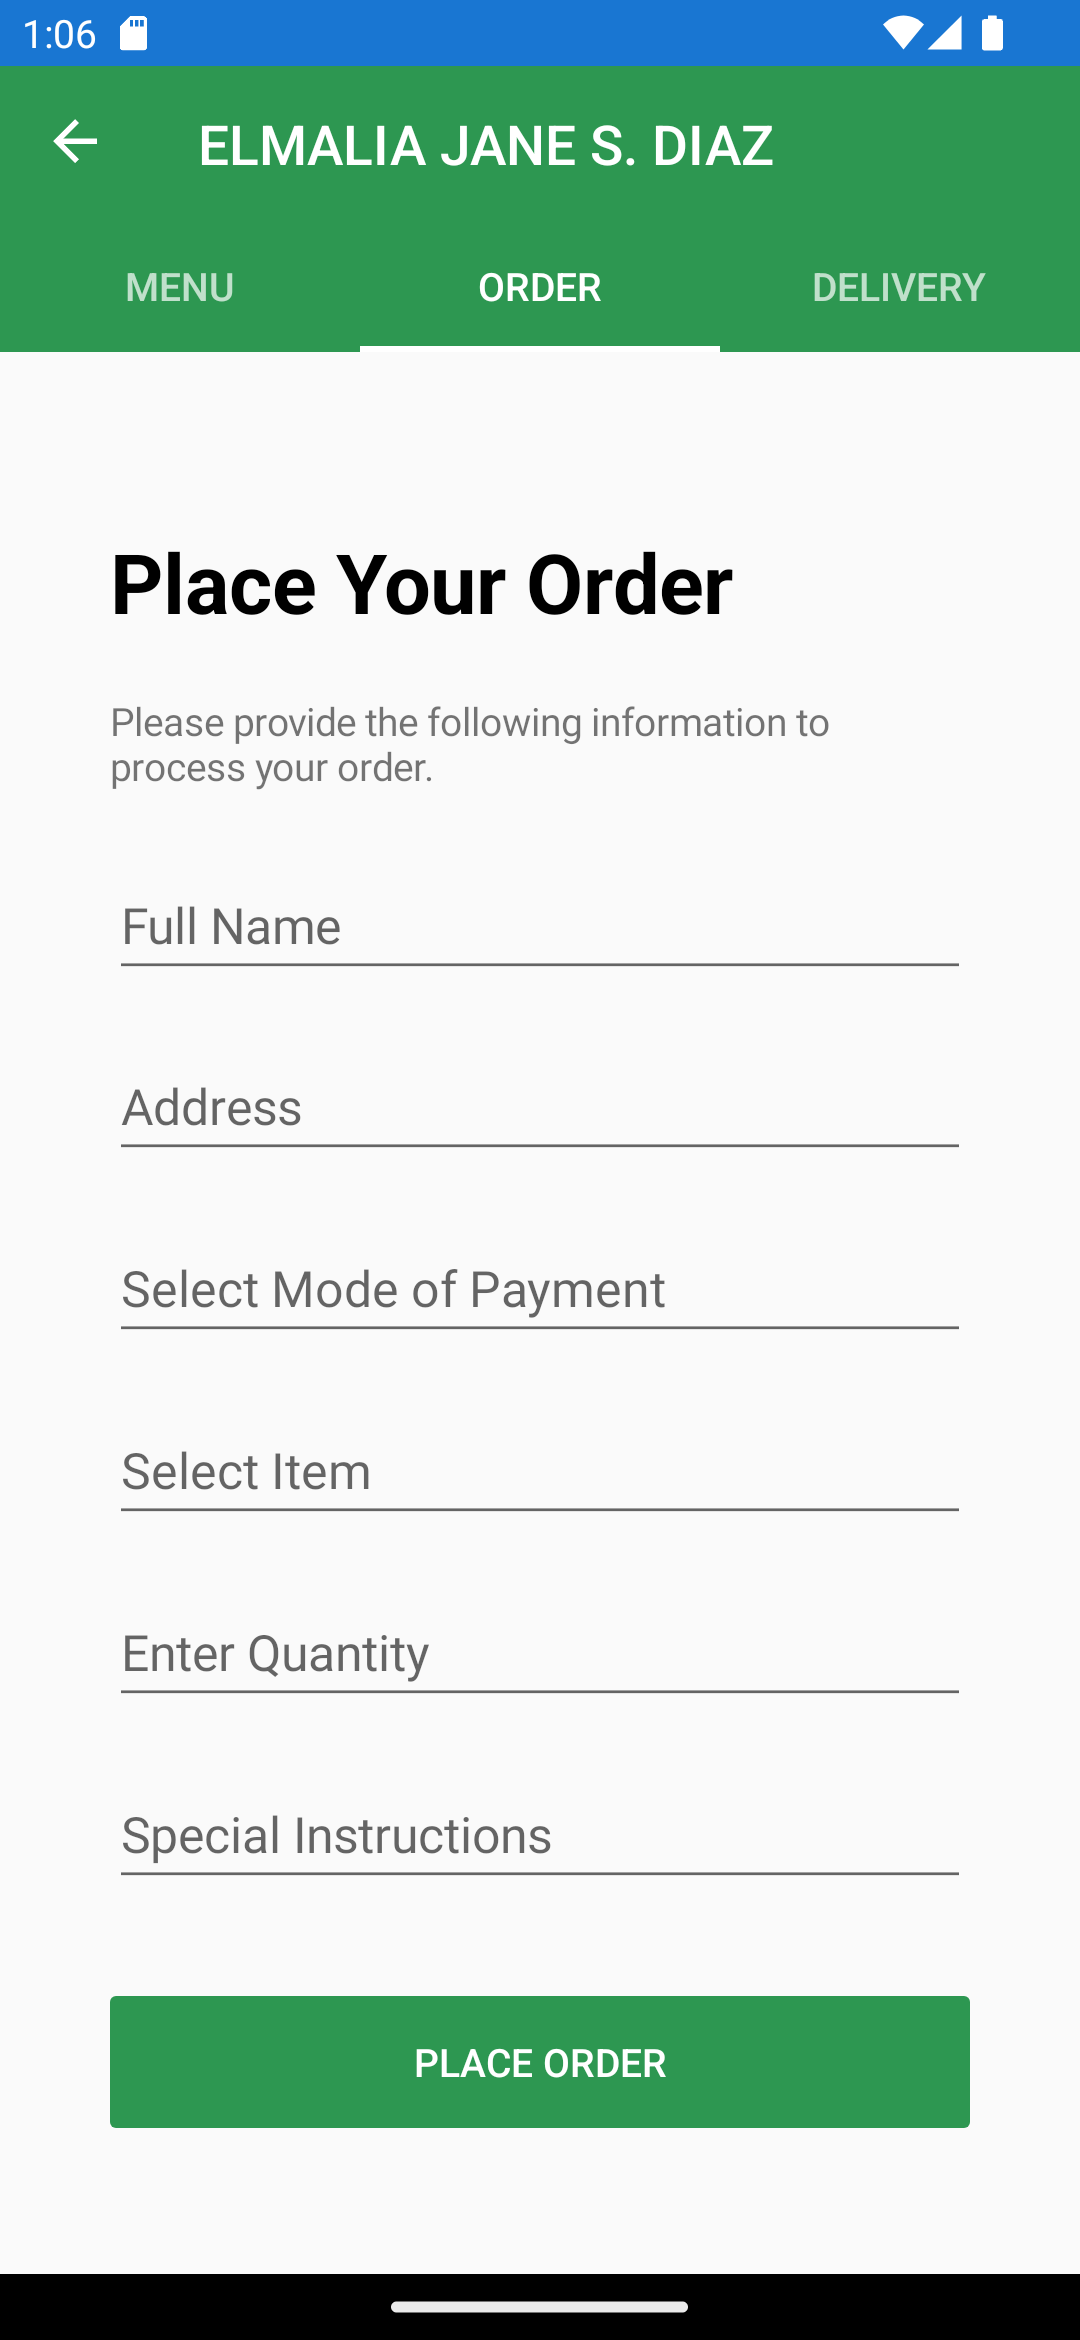 1:06
ELMALIA JANE S. DIAZ
MENU
ORDER
DELIVERY
Place Your Order
Please provide the following information to
process your order.
Full Name
Address
Select Mode of Payment
Select Item
Enter Quantity
Special Instructions
PLACE ORDER